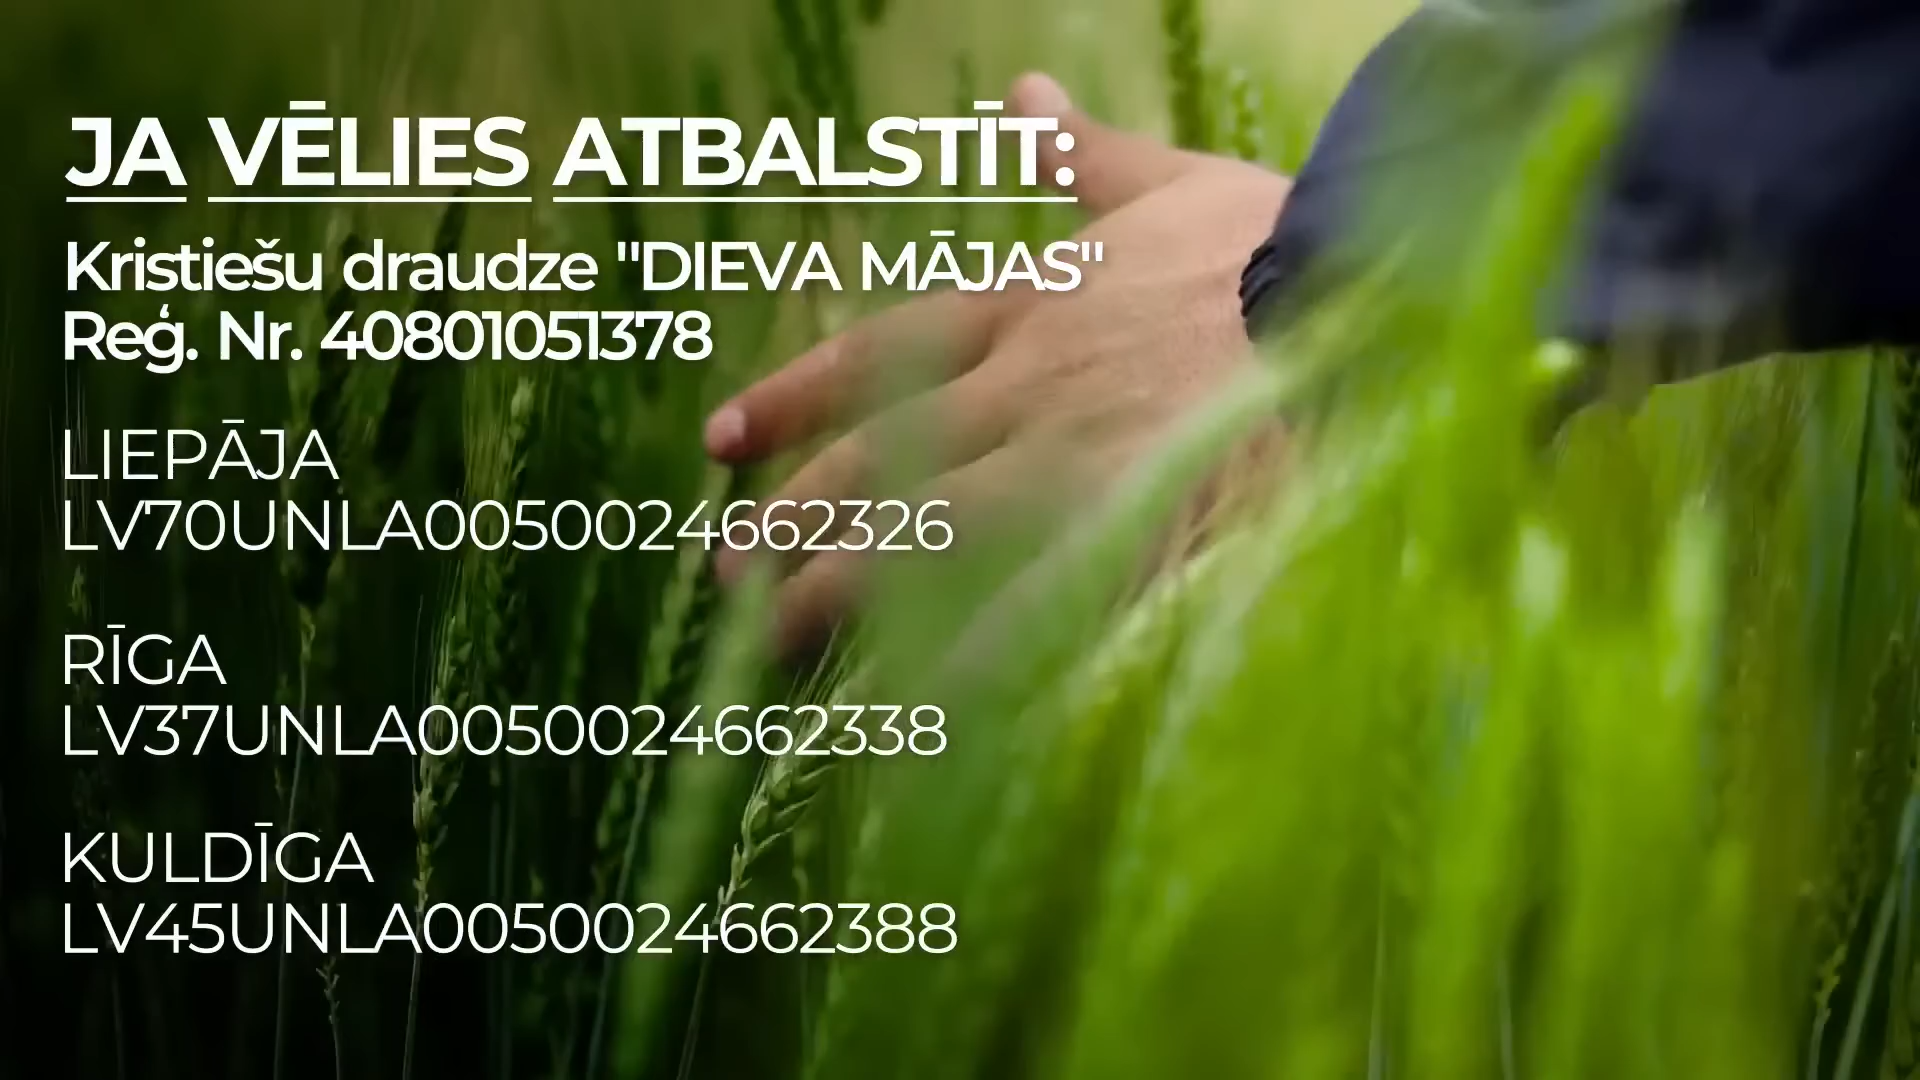 JA VĒLIES ATBALSTĪT:
Kristiešu draudze "DIEVA MĀJAS"
Reģ. Nr. 40801051378
LIEPĀJA
LV70UNLA0050024662326
RĪGA
LV37UNLA0050024662338
KULDĪGA
LV45UNLA0050024662388